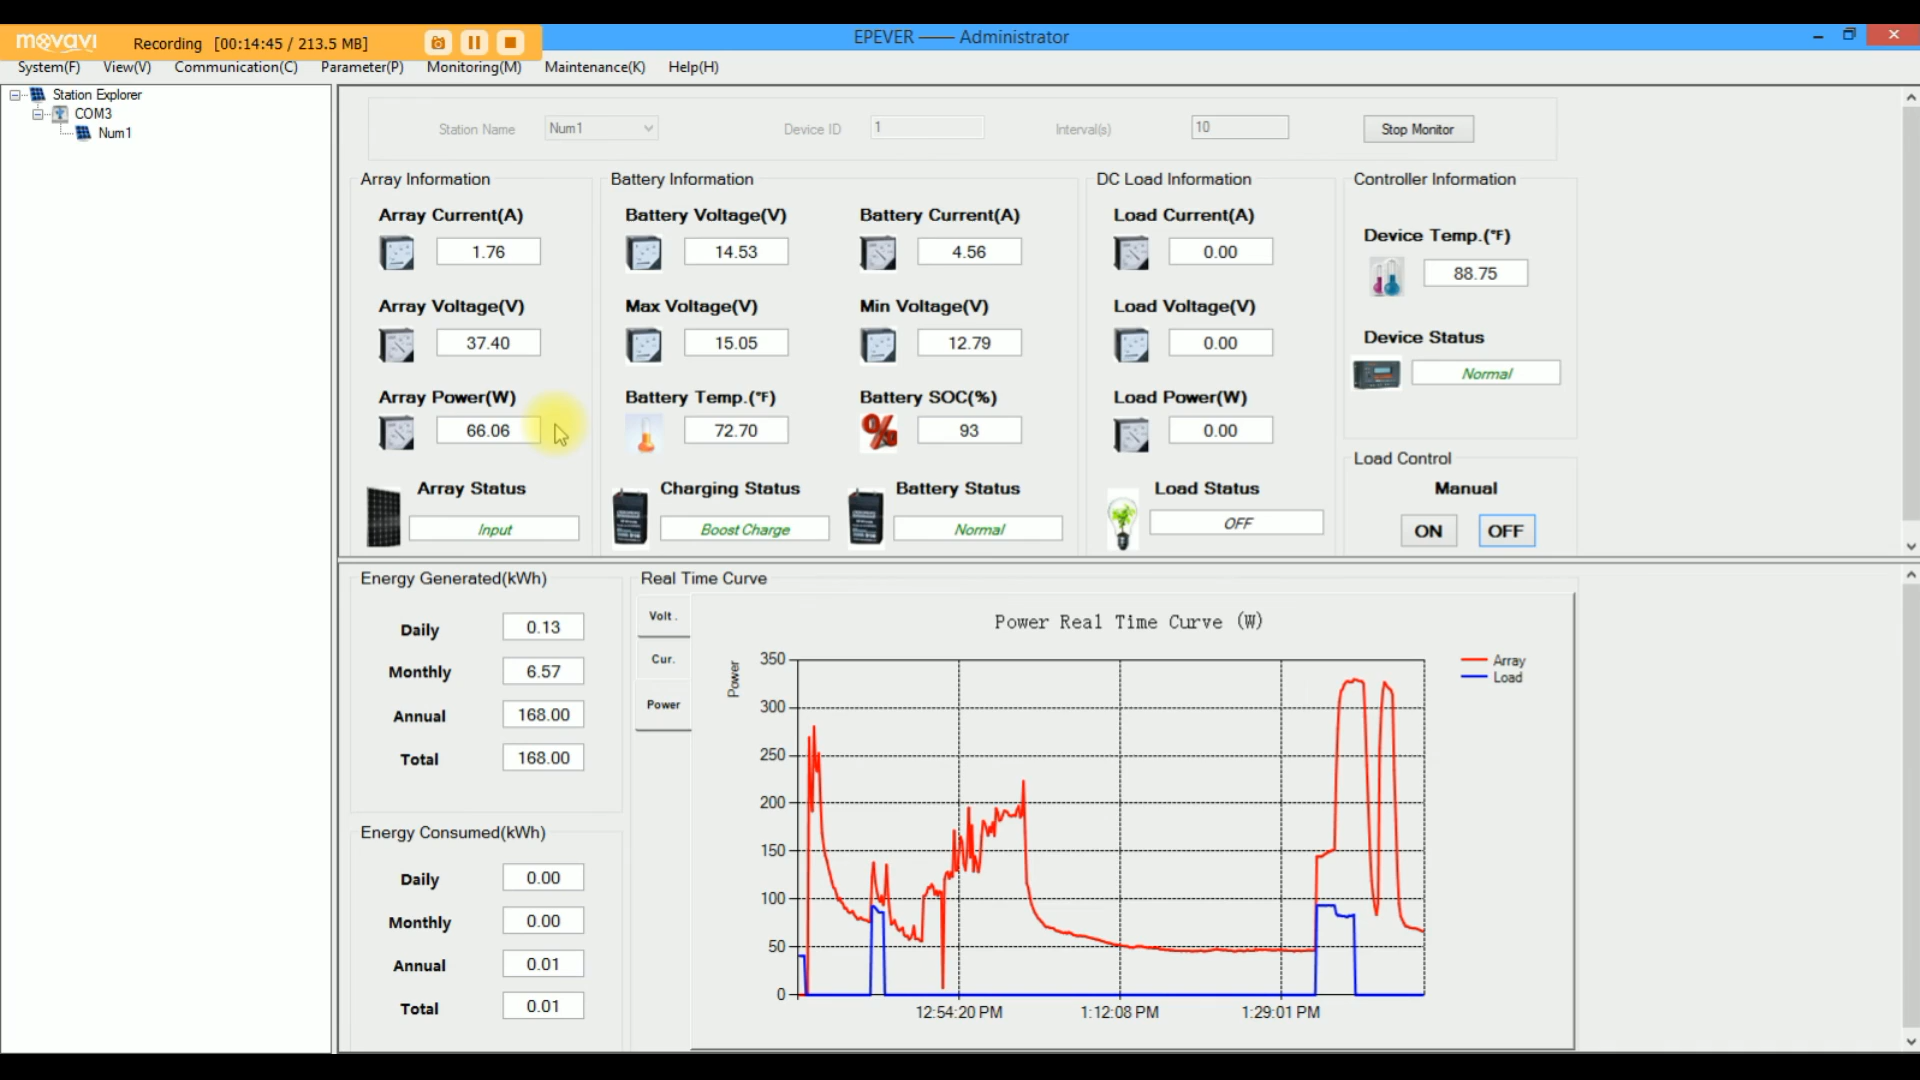 movavi Recording [00:14:45 / 213.5 MB]
EPEVER —— Administrator
System(F) View(V) Communication(C) Parameter(P) Monitoring(M) Maintenance(K) Help(H)
Station Explorer
COM3
Num1
Station Name Num1 Device ID 1 Interval(s) 10 Stop Monitor
Array Information
Array Current(A)
1.76
Array Voltage(V)
37.40
Array Power(W)
66.06
Array Status
Input
Battery Information
Battery Voltage(V) Battery Current(A)
14.53 4.56
Max Voltage(V) Min Voltage(V)
15.05 12.79
Battery Temp.(°F) Battery SOC(%)
72.70 % 93
Charging Status Battery Status
Boost Charge Normal
DC Load Information
Load Current(A)
0.00
Load Voltage(V)
0.00
Load Power(W)
0.00
Load Status
OFF
Controller Information
Device Temp.(°F)
88.75
Device Status
Normal
Load Control
Manual
ON OFF
Energy Generated(kWh)
Daily 0.13
Monthly 6.57
Annual 168.00
Total 168.00
Energy Consumed(kWh)
Daily 0.00
Monthly 0.00
Annual 0.01
Total 0.01
Real Time Curve
Volt.
Cur.
Power
Power Real Time Curve (W)
Power
350
300
250
200
150
100
50
0
12:54:20 PM 1:12:08 PM 1:29:01 PM
Array
Load